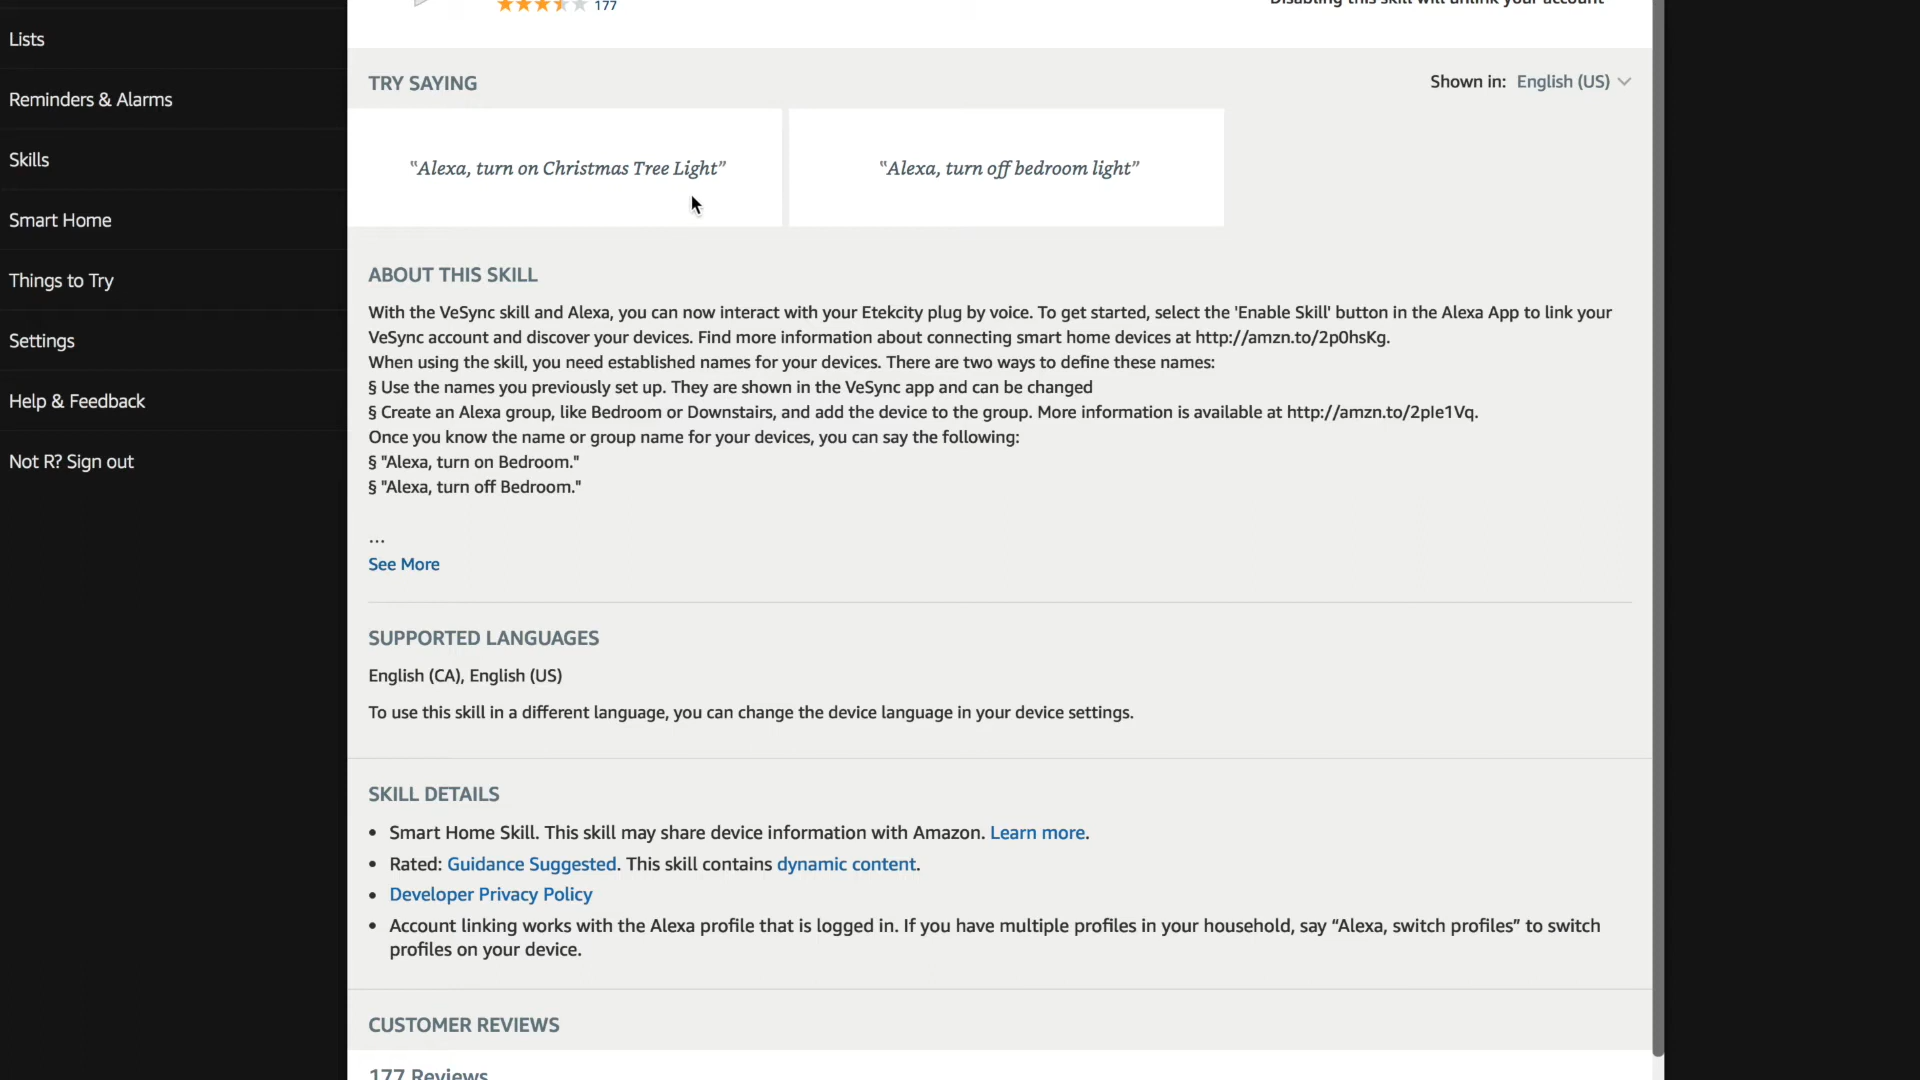 177
Disabling this skill will unlink your account
Lists
Reminders & Alarms
Skills
Smart Home
Things to Try
Settings
Help & Feedback
Not R? Sign out
TRY SAYING
Shown in: English (US)
“Alexa, turn on Christmas Tree Light”
“Alexa, turn off bedroom light”
ABOUT THIS SKILL
With the VeSync skill and Alexa, you can now interact with your Etekcity plug by voice. To get started, select the 'Enable Skill' button in the Alexa App to link your
VeSync account and discover your devices. Find more information about connecting smart home devices at http://amzn.to/2p0hsKg.
When using the skill, you need established names for your devices. There are two ways to define these names:
§ Use the names you previously set up. They are shown in the VeSync app and can be changed
§ Create an Alexa group, like Bedroom or Downstairs, and add the device to the group. More information is available at http://amzn.to/2pIe1Vq.
Once you know the name or group name for your devices, you can say the following:
§ "Alexa, turn on Bedroom."
§ "Alexa, turn off Bedroom."
...
See More
SUPPORTED LANGUAGES
English (CA), English (US)
To use this skill in a different language, you can change the device language in your device settings.
SKILL DETAILS
• Smart Home Skill. This skill may share device information with Amazon. Learn more.
• Rated: Guidance Suggested. This skill contains dynamic content.
• Developer Privacy Policy
• Account linking works with the Alexa profile that is logged in. If you have multiple profiles in your household, say “Alexa, switch profiles” to switch
profiles on your device.
CUSTOMER REVIEWS
177 Reviews